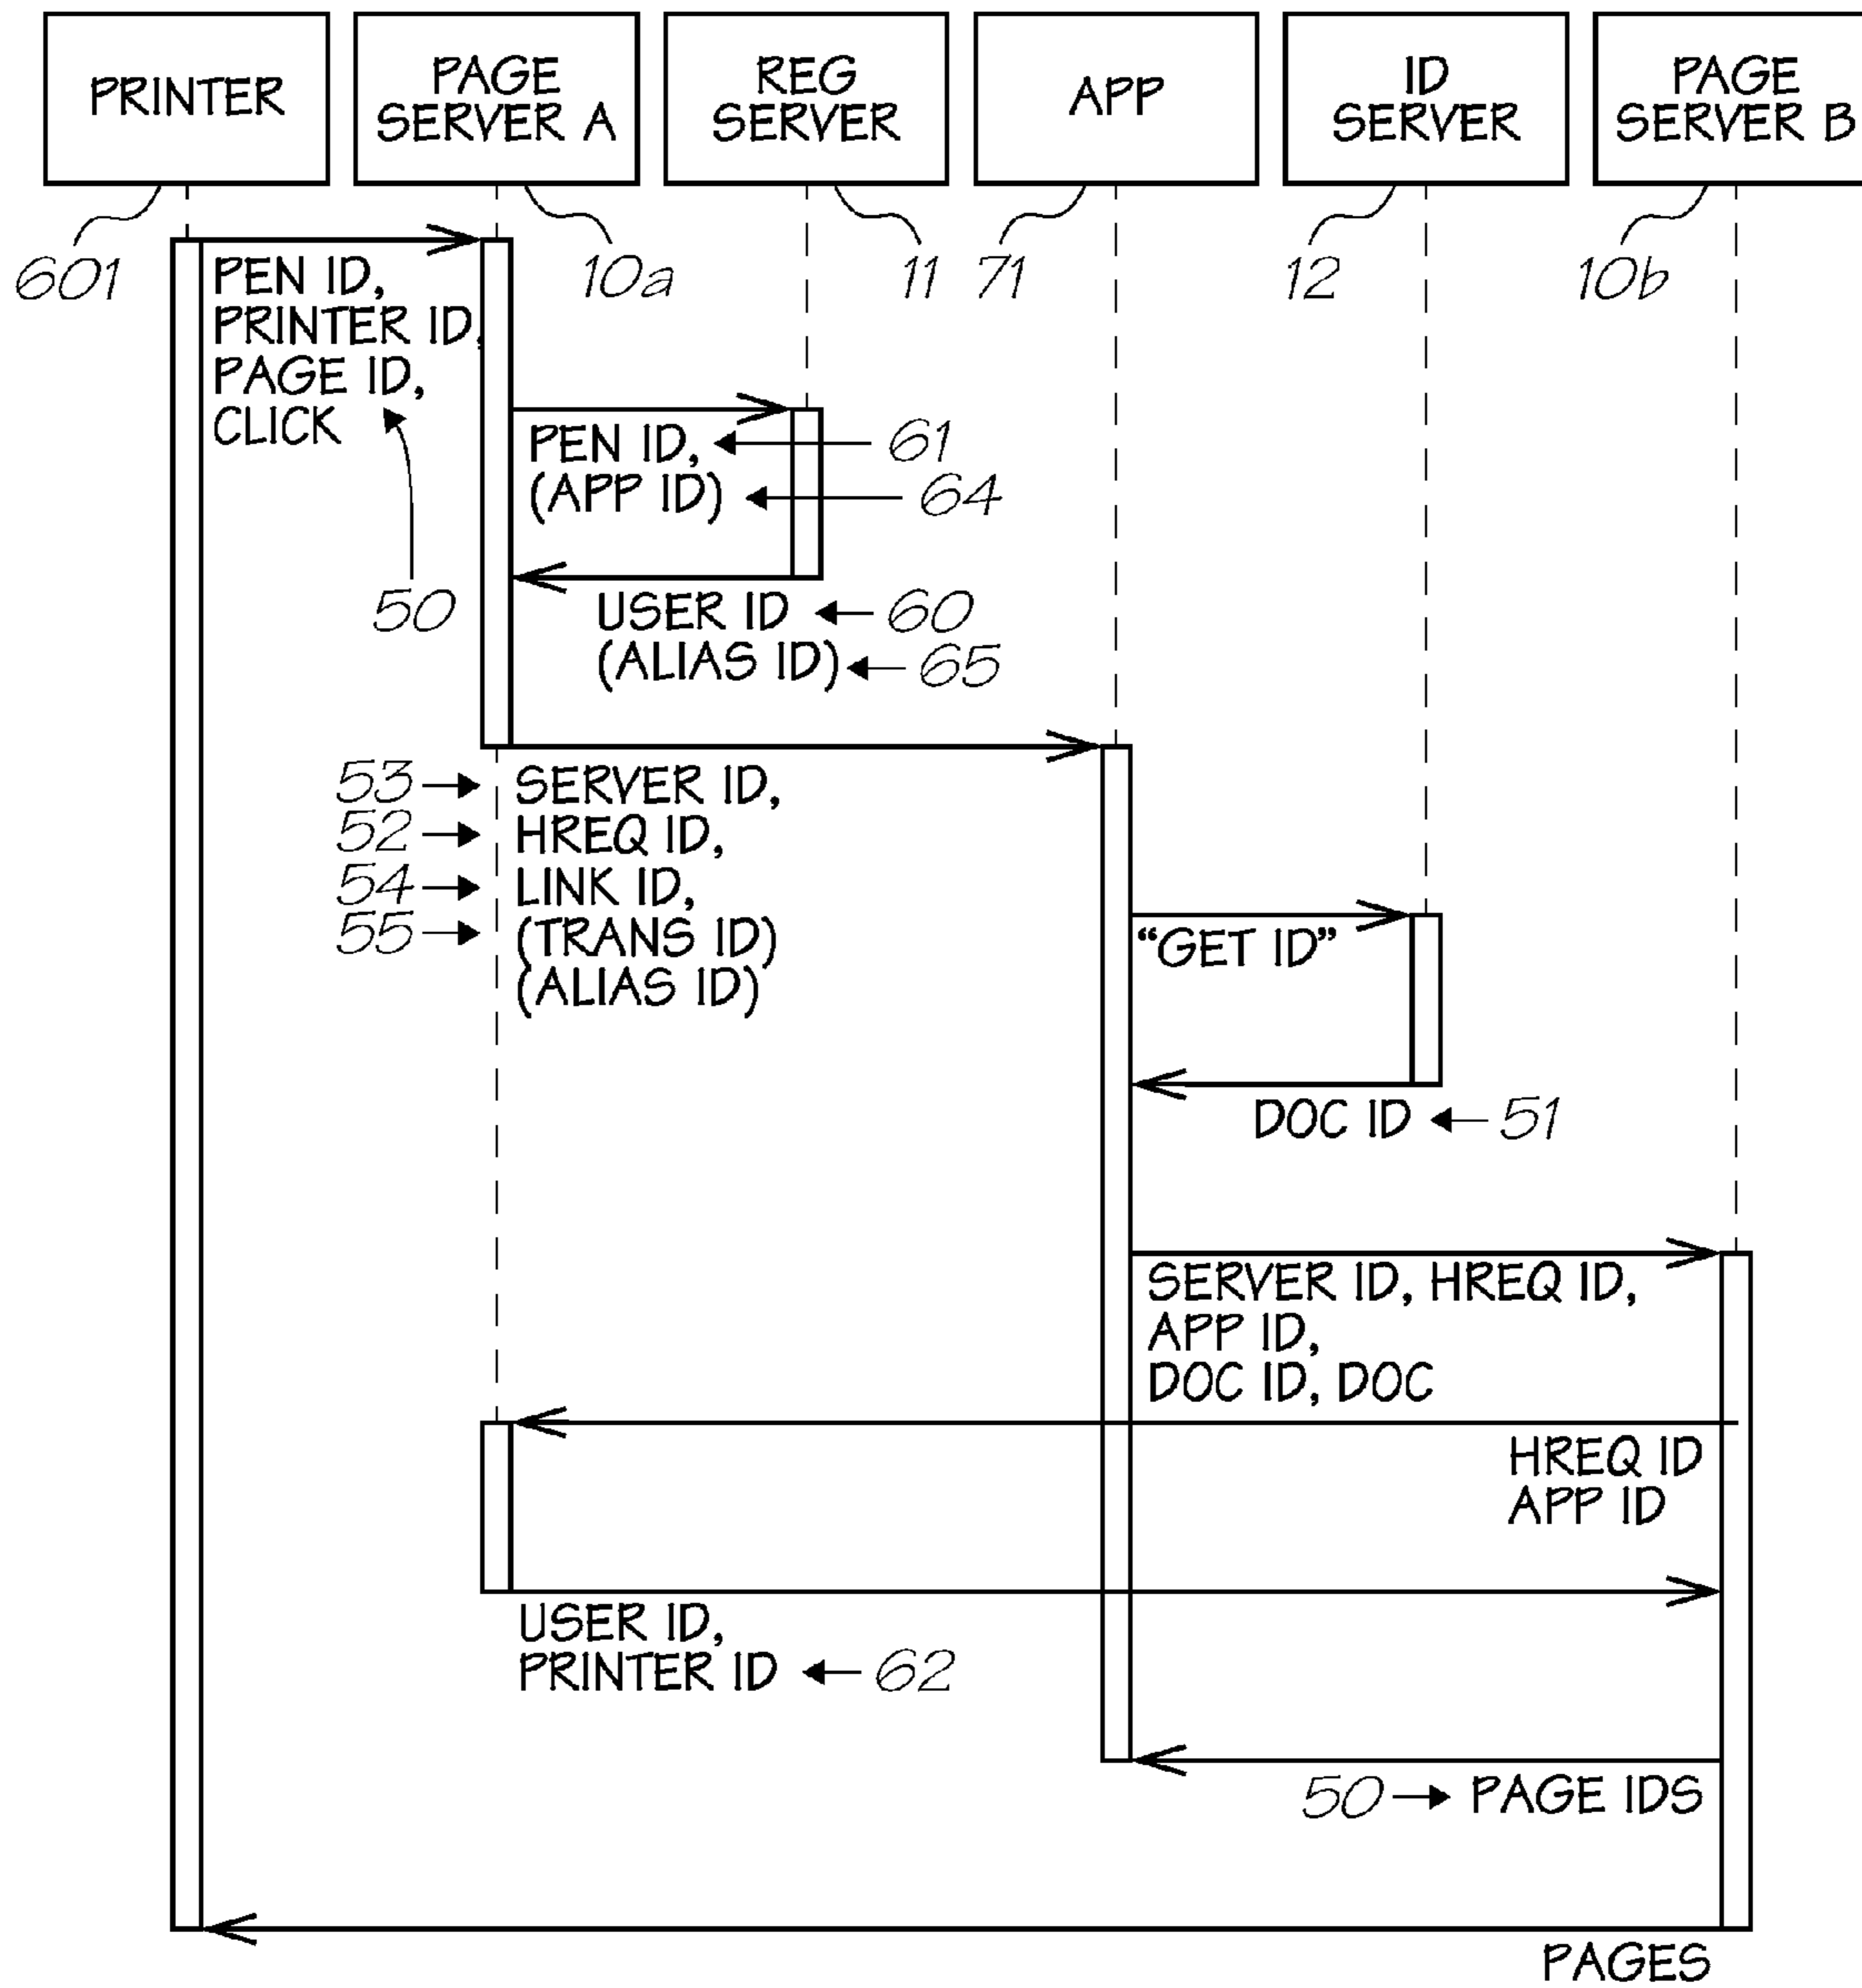 PRINTER
PAGE
SERVER A
REG
SERVER
APP
ID
SERVER
PAGE
SERVER B
601
10a
11
71
12
10b
PEN ID,
PRINTER ID,
PAGE ID,
CLICK
50
PEN ID,
61
(APP ID)
64
USER ID
60
(ALIAS ID)
65
53
SERVER ID,
52
HREQ ID,
54
LINK ID,
55
(TRANS ID)
(ALIAS ID)
“GET ID”
DOC ID
51
SERVER ID, HREQ ID,
APP ID,
DOC ID, DOC
HREQ ID
APP ID
USER ID,
PRINTER ID
62
50
PAGE IDS
PAGES